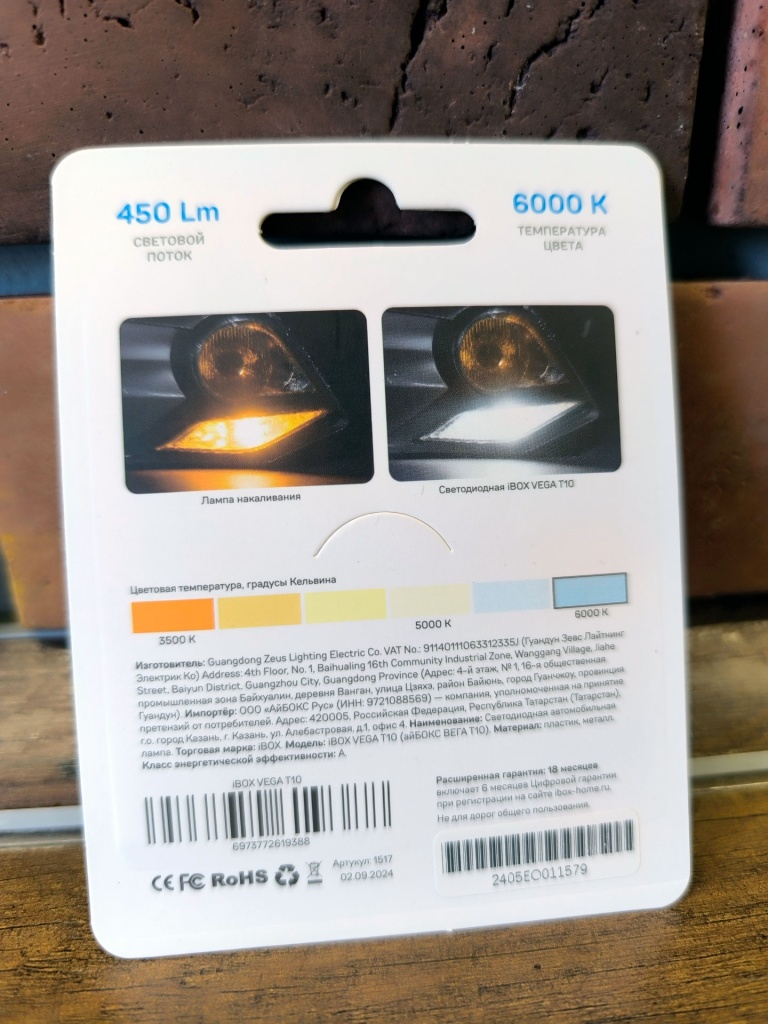 450 Lm
СВЕТОВОЙ
ПОТОК
6000 K
ТЕМПЕРАТУРА
ЦВЕТА
Лампа накаливания
Светодиодная iBOX VEGA T10
Цветовая температура, градусы Кельвина
3500 K
5000 K
6000 K
Изготовитель: Guangdong Zeus Lighting Electric Co. VAT No.: 91140111063312335J (Гуандун Зевс Лайтнинг
Электрик Ко) Address: 4th Floor, No. 1, Baihualing 16th Community Industrial Zone, Wanggang Village, Jiahe
Street, Baiyun District, Guangzhou City, Guangdong Province (Адрес: 4-й этаж, № 1, 16-я общественная
промышленная зона Байхуалин, деревня Ванган, улица Цзяхэ, район Байюнь, город Гуанчжоу, провинция
Гуандун). Импортёр: ООО «АйБОКС Рус» (ИНН: 9721088569) — компания, уполномоченная на принятие
претензий от потребителей. Адрес: 420005, Российская Федерация, Республика Татарстан (Татарстан),
г.о. город Казань, г. Казань, ул. Алебастровая, д.1, офис 4. Наименование: Светодиодная автомобильная
лампа. Торговая марка: iBOX. Модель: iBOX VEGA T10 (айБОКС ВЕГА Т10). Материал: пластик, металл.
Класс энергетической эффективности: А.
iBOX VEGA T10
6973772619388
CE FC RoHS
Артикул: 1517
02.09.2024
Расширенная гарантия: 18 месяцев
включает 6 месяцев Цифровой гарантии
при регистрации на сайте ibox-home.ru.
Не для дорог общего пользования.
2405EO011579